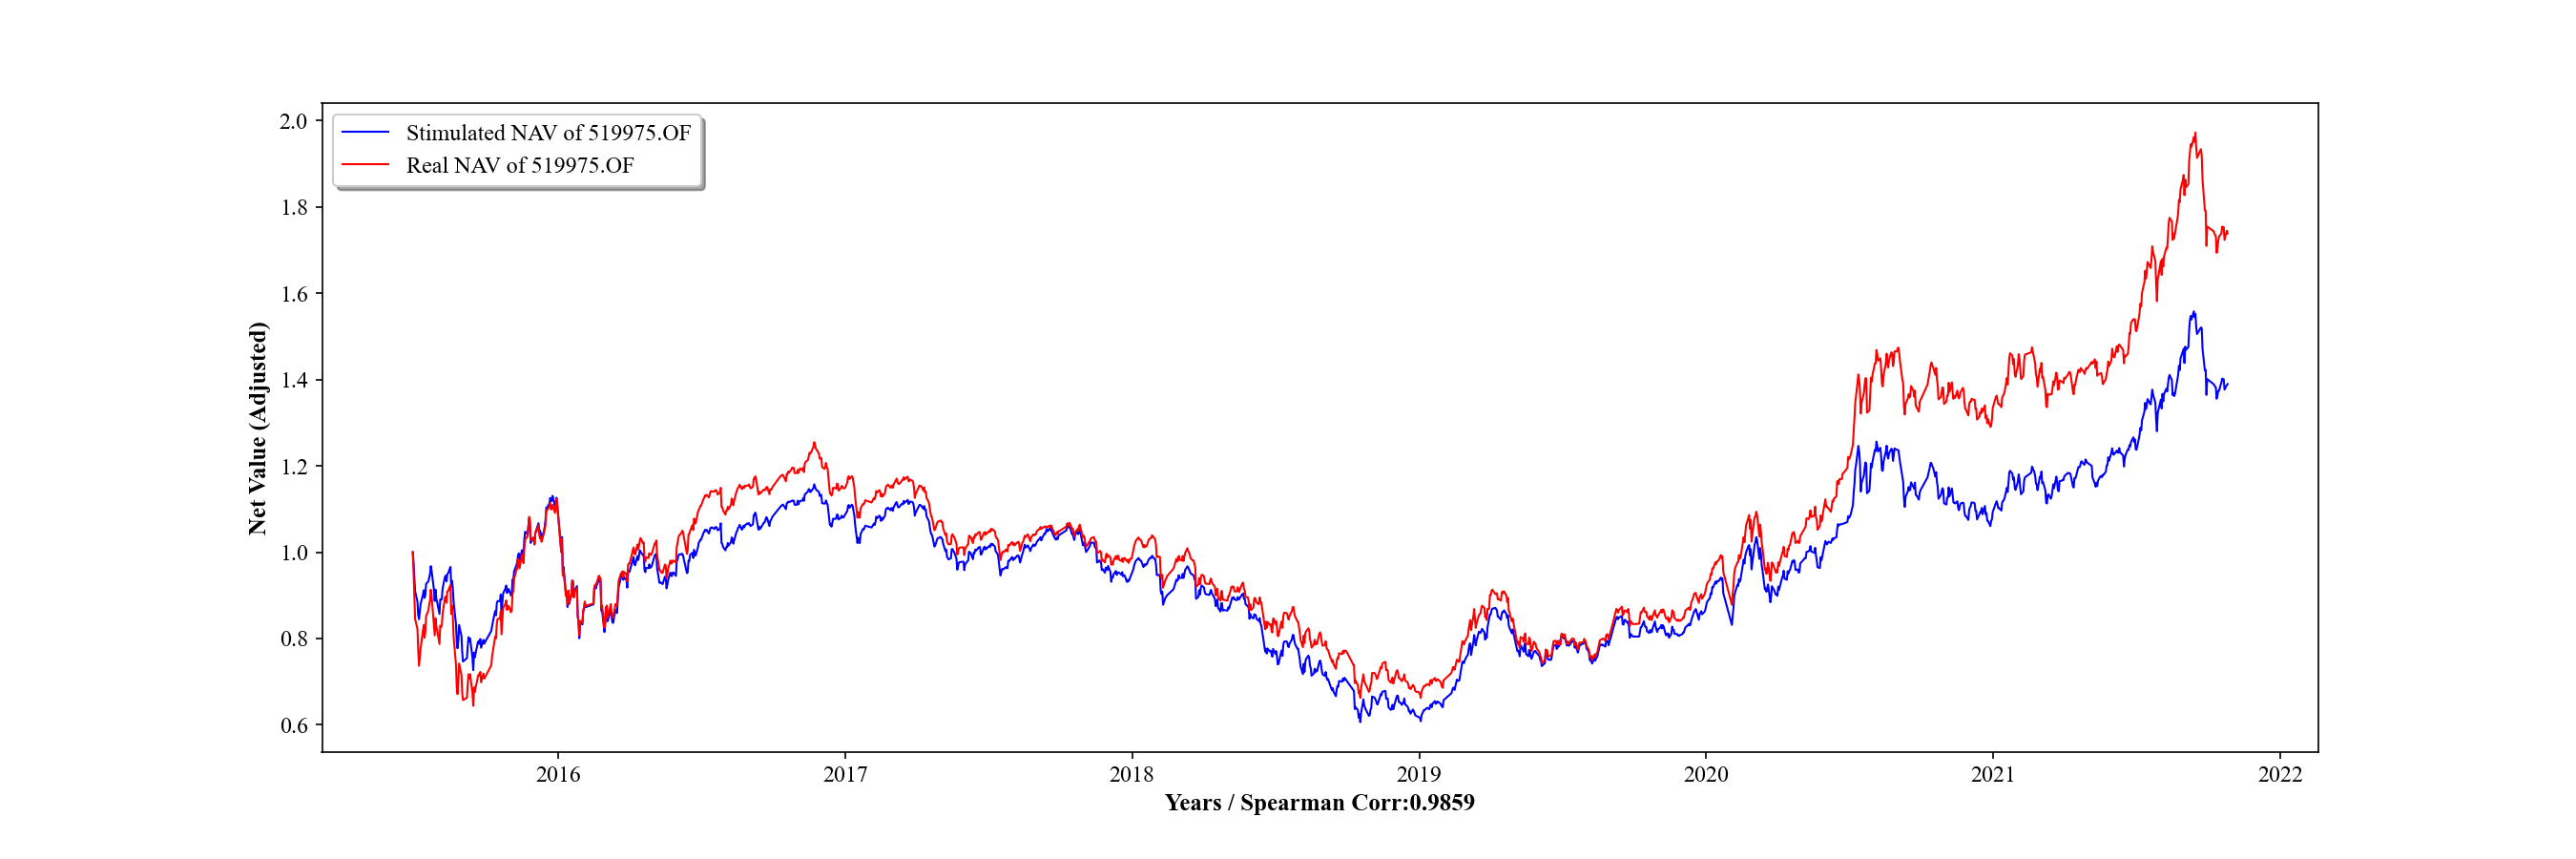 Stimulated NAV of 519975.OF
Real NAV of 519975.OF
2.0
1.8
1.6
1.4
1.2
1.0
0.8
0.6
Net Value (Adjusted)
2016 2017 2018 2019 2020 2021 2022
Years / Spearman Corr:0.9859